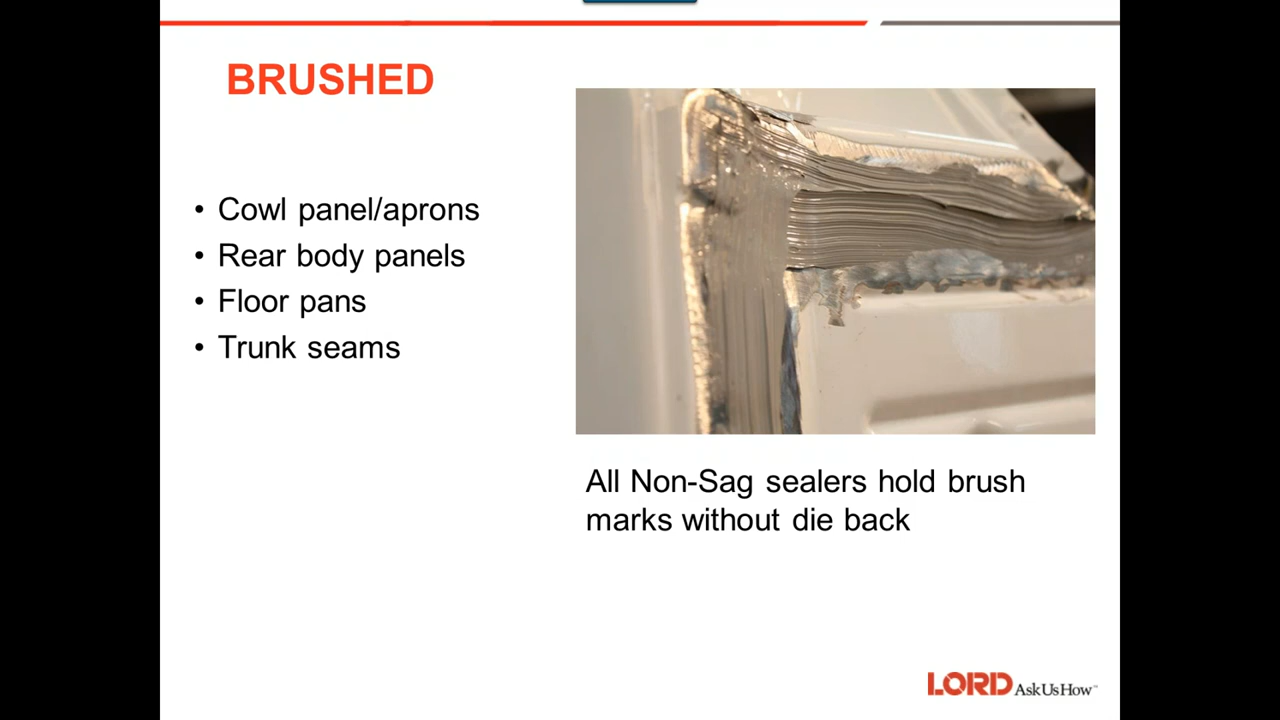 BRUSHED
• Cowl panel/aprons
• Rear body panels
• Floor pans
• Trunk seams
All Non-Sag sealers hold brush
marks without die back
LORD AskUsHow™